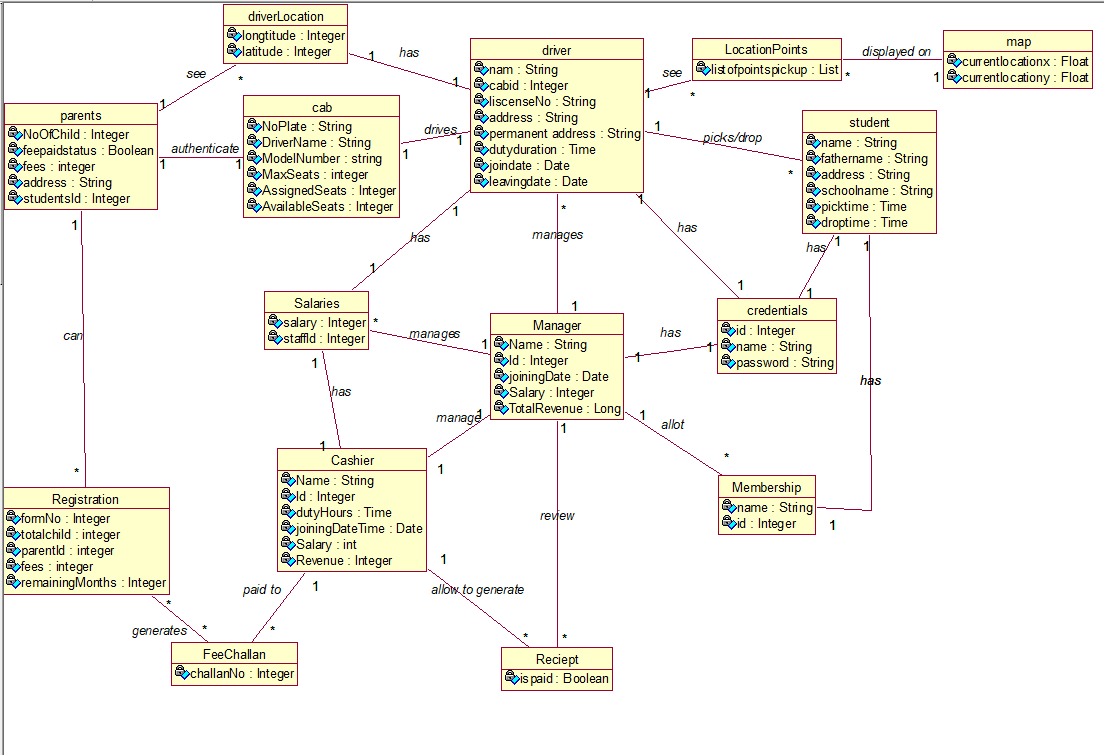 driverLocation
longtitude : Integer
latitude : Integer
1
has
1
see
*
1
driver
nam : String
cabid : Integer
liscenseNo : String
address : String
permanent address : String
dutyduration : Time
joindate : Date
leavingdate : Date
LocationPoints
listofpointspickup : List
see
1
*
displayed on
*
1
map
currentlocationx : Float
currentlocationy : Float
parents
NoOfChild : Integer
feepaidstatus : Boolean
fees : integer
address : String
studentsId : Integer
authenticate
1
1
cab
NoPlate : String
DriverName : String
ModelNumber : string
MaxSeats : integer
AssignedSeats : Integer
AvailableSeats : Integer
drives
1
1
1
picks/drop
*
student
name : String
fathername : String
address : String
schoolname : String
picktime : Time
droptime : Time
1
has
1
*
manages
1
1
has
1
1
has
1
1
has
1
1
can
*
Salaries
salary : Integer
staffId : Integer
*
manages
1
Manager
Name : String
Id : Integer
joiningDate : Date
Salary : Integer
TotalRevenue : Long
has
1
1
credentials
id : Integer
name : String
password : String
1
has
1
manage
1
1
1
allot
*
Membership
name : String
id : Integer
Cashier
Name : String
Id : Integer
dutyHours : Time
joiningDateTime : Date
Salary : int
Revenue : Integer
1
review
*
Registration
formNo : Integer
totalchild : integer
parentId : integer
fees : integer
remainingMonths : Integer
*
generates
*
paid to
1
*
1
allow to generate
*
FeeChallan
challanNo : Integer
Reciept
ispaid : Boolean